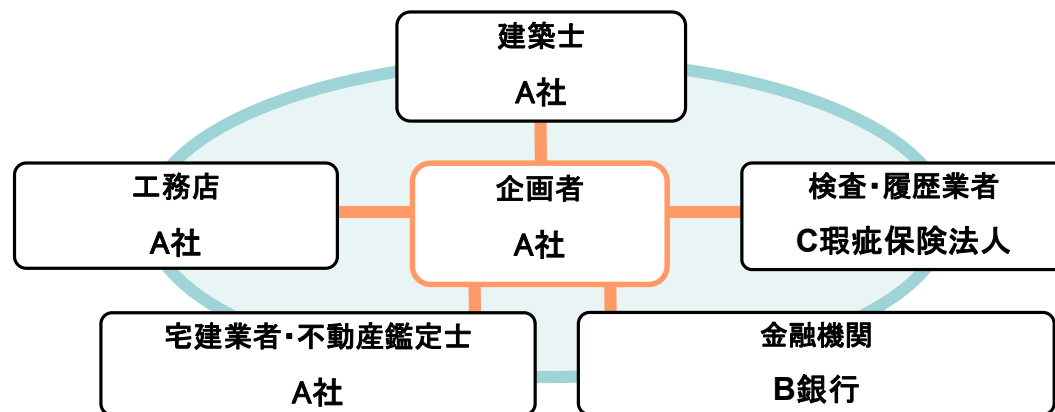 建築士
A社
工務店
A社
企画者
A社
検査・履歴業者
C瑕疵保険法人
宅建業者・不動産鑑定士
A社
金融機関
B銀行